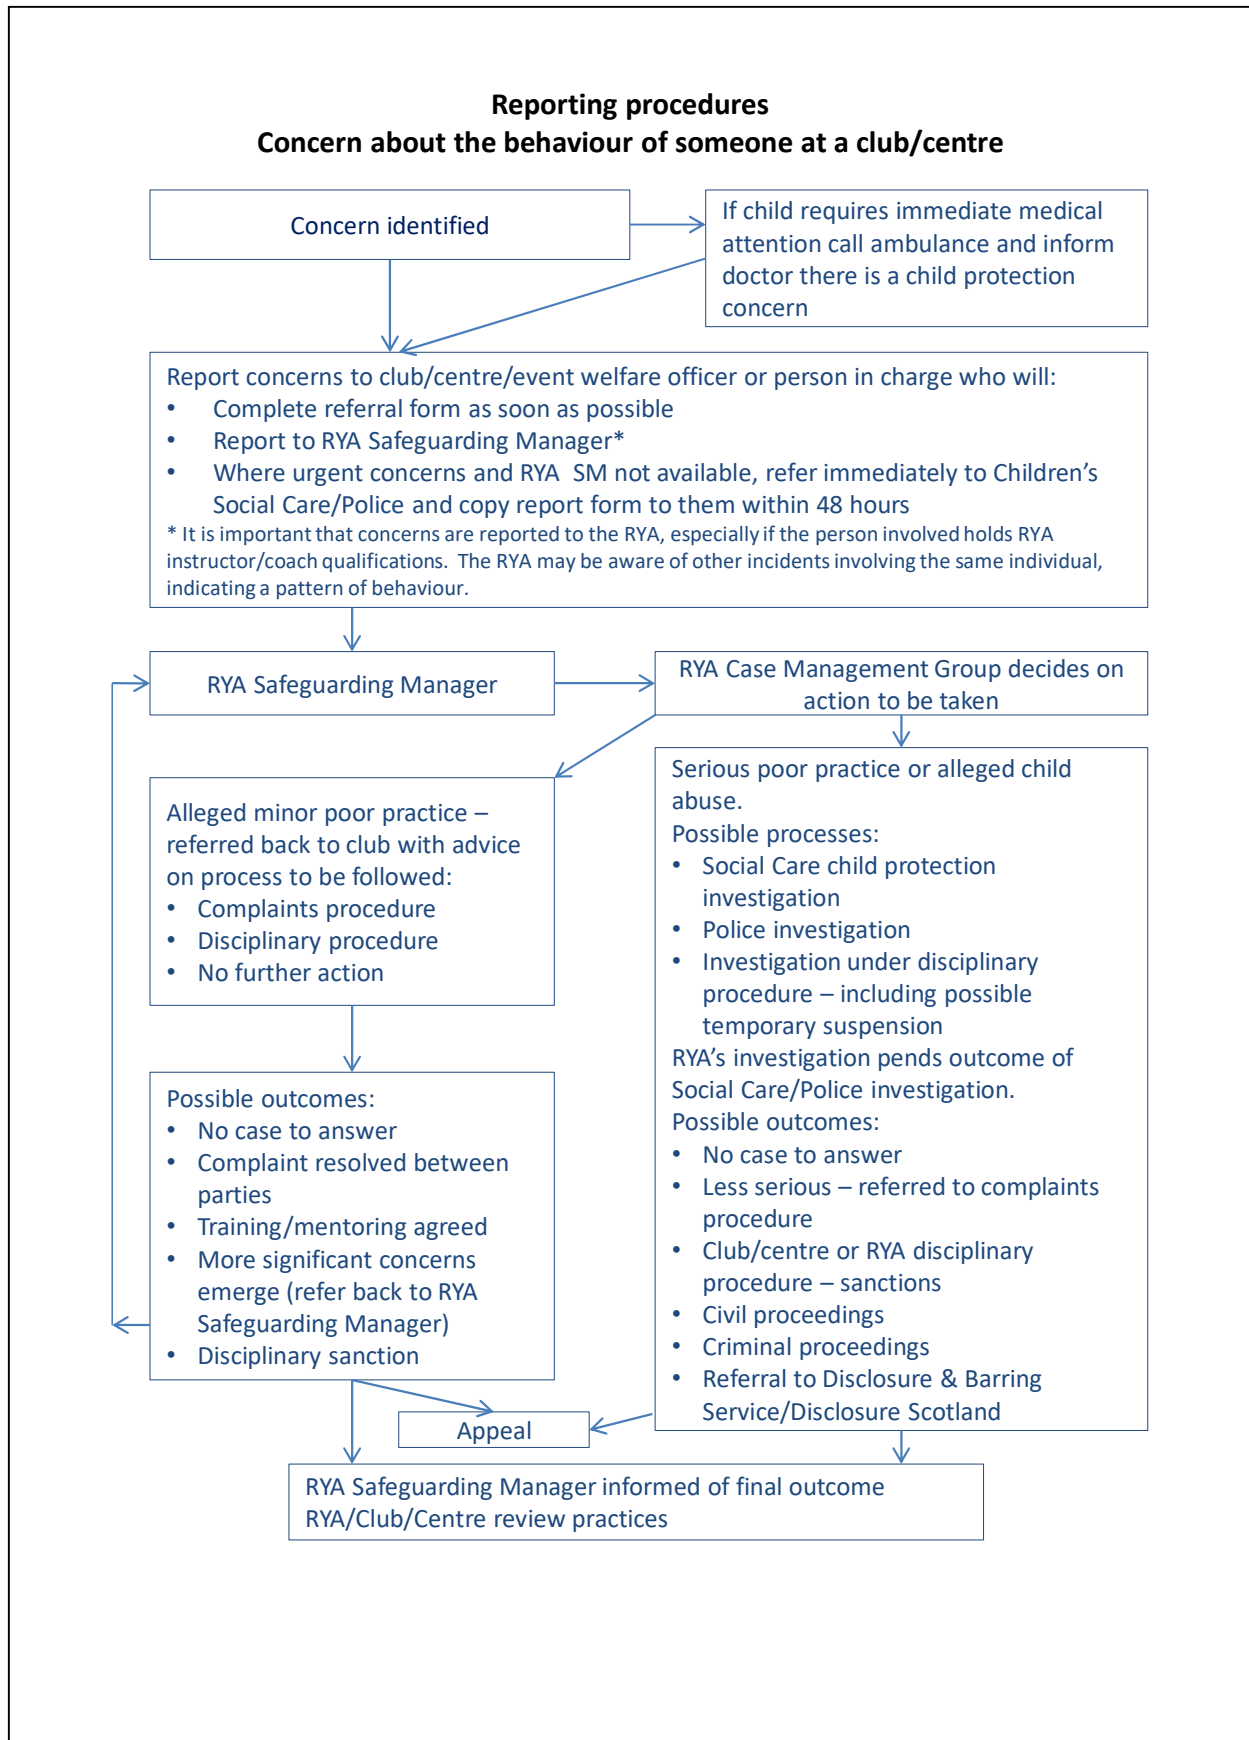 Reporting procedures
Concern about the behaviour of someone at a club/centre
Concern identified
If child requires immediate medical
attention call ambulance and inform
doctor there is a child protection
concern
Report concerns to club/centre/event welfare officer or person in charge who will:
• Complete referral form as soon as possible
• Report to RYA Safeguarding Manager*
• Where urgent concerns and RYA SM not available, refer immediately to Children’s
Social Care/Police and copy report form to them within 48 hours
* It is important that concerns are reported to the RYA, especially if the person involved holds RYA
instructor/coach qualifications. The RYA may be aware of other incidents involving the same individual,
indicating a pattern of behaviour.
RYA Safeguarding Manager
RYA Case Management Group decides on
action to be taken
Alleged minor poor practice –
referred back to club with advice
on process to be followed:
• Complaints procedure
• Disciplinary procedure
• No further action
Serious poor practice or alleged child
abuse.
Possible processes:
• Social Care child protection
investigation
• Police investigation
• Investigation under disciplinary
procedure – including possible
temporary suspension
RYA’s investigation pends outcome of
Social Care/Police investigation.
Possible outcomes:
• No case to answer
• Less serious – referred to complaints
procedure
• Club/centre or RYA disciplinary
procedure – sanctions
• Civil proceedings
• Criminal proceedings
• Referral to Disclosure & Barring
Service/Disclosure Scotland
Possible outcomes:
• No case to answer
• Complaint resolved between
parties
• Training/mentoring agreed
• More significant concerns
emerge (refer back to RYA
Safeguarding Manager)
• Disciplinary sanction
Appeal
RYA Safeguarding Manager informed of final outcome
RYA/Club/Centre review practices